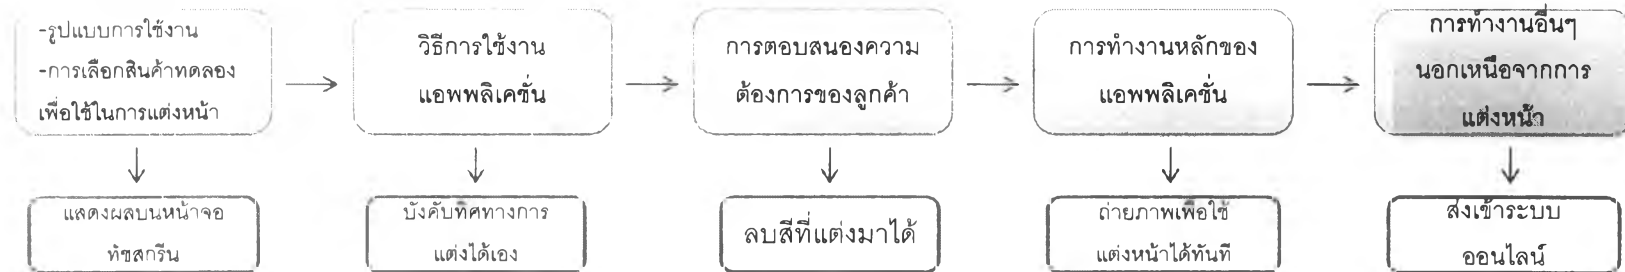 -รูปแบบการใช้งาน
-การเลือกสินค้าทดลอง
เพื่อใช้ในการแต่งหน้า
วิธีการใช้งาน
แอพพลิเคชั่น
การตอบสนองความ
ต้องการของลูกค้า
การทำงานหลักของ
แอพพลิเคชั่น
การทำงานอื่นๆ
นอกเหนือจากการ
แต่งหน้า
แสดงผลบนหน้าจอ
ทัชสกรีน
บังคับทิศทางการ
แต่งได้เอง
ลบสีที่แต่งมาได้
ถ่ายภาพเพื่อใช้
แต่งหน้าได้ทันที
ส่งเข้าระบบ
ออนไลน์